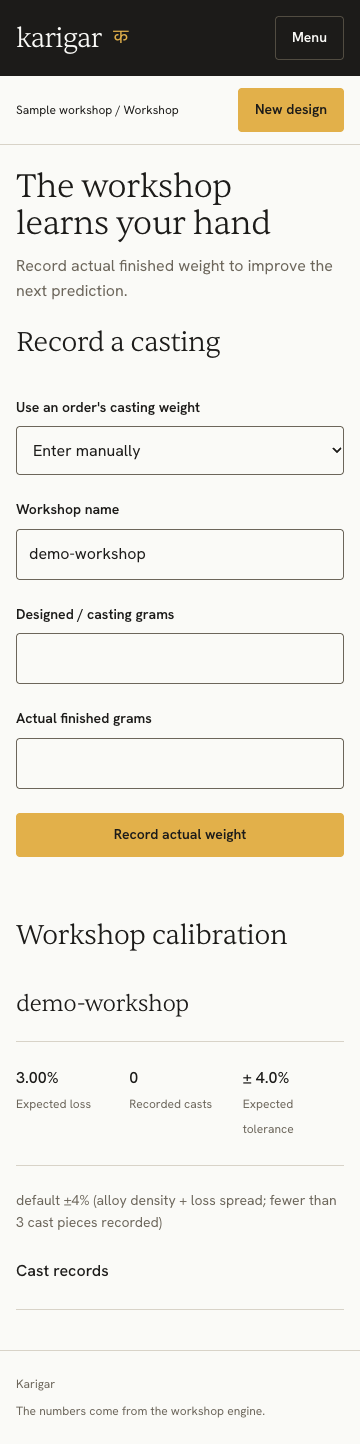 karigar क
Menu
Sample workshop / Workshop
New design
The workshop
learns your hand
Record actual finished weight to improve the
next prediction.
Record a casting
Use an order's casting weight
Enter manually
Workshop name
demo-workshop
Designed / casting grams
Actual finished grams
Record actual weight
Workshop calibration
demo-workshop
3.00%
Expected loss
0
Recorded casts
± 4.0%
Expected
tolerance
default ±4% (alloy density + loss spread; fewer than
3 cast pieces recorded)
Cast records
Karigar
The numbers come from the workshop engine.